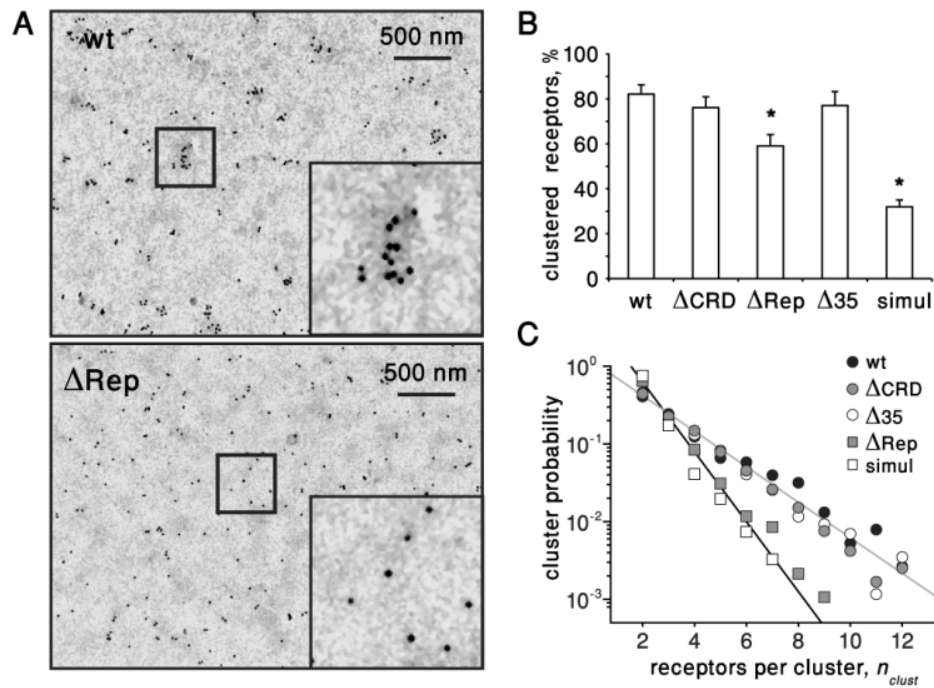 A
wt
500 nm
ΔRep
500 nm
B
clustered receptors, %
100
80
60
40
20
0
*
*
wt ΔCRD ΔRep Δ35 simul
C
cluster probability
10⁰
10⁻¹
10⁻²
10⁻³
wt
ΔCRD
Δ35
ΔRep
simul
2 4 6 8 10 12
receptors per cluster, n_clust